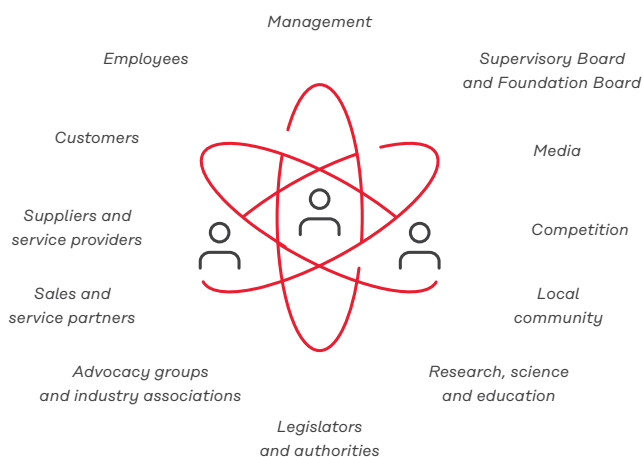 Management
Employees
Supervisory Board
and Foundation Board
Customers
Media
Suppliers and
service providers
Competition
Sales and
service partners
Local
community
Advocacy groups
and industry associations
Research, science
and education
Legislators
and authorities